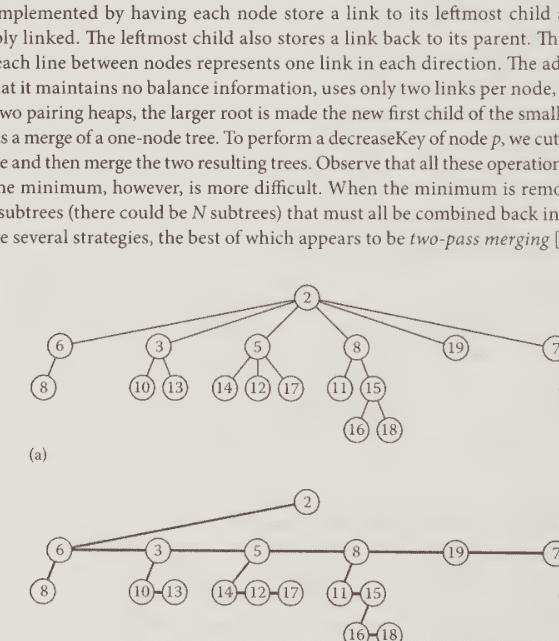 mplemented by having each node store a link to its leftmost child
ly linked. The leftmost child also stores a link back to its parent. Th
each line between nodes represents one link in each direction. The ad
at it maintains no balance information, uses only two links per node,
wo pairing heaps, the larger root is made the new first child of the small
s a merge of a one-node tree. To perform a decreaseKey of node p, we cut
e and then merge the two resulting trees. Observe that all these operation
he minimum, however, is more difficult. When the minimum is remo
subtrees (there could be N subtrees) that must all be combined back in
e several strategies, the best of which appears to be two-pass merging [
2
6 3 5 8 19 7
8 10 13 14 12 17 11 15
16 18
(a)
2
6 3 5 8 19 7
8 10 13 14 12 17 11 15
16 18